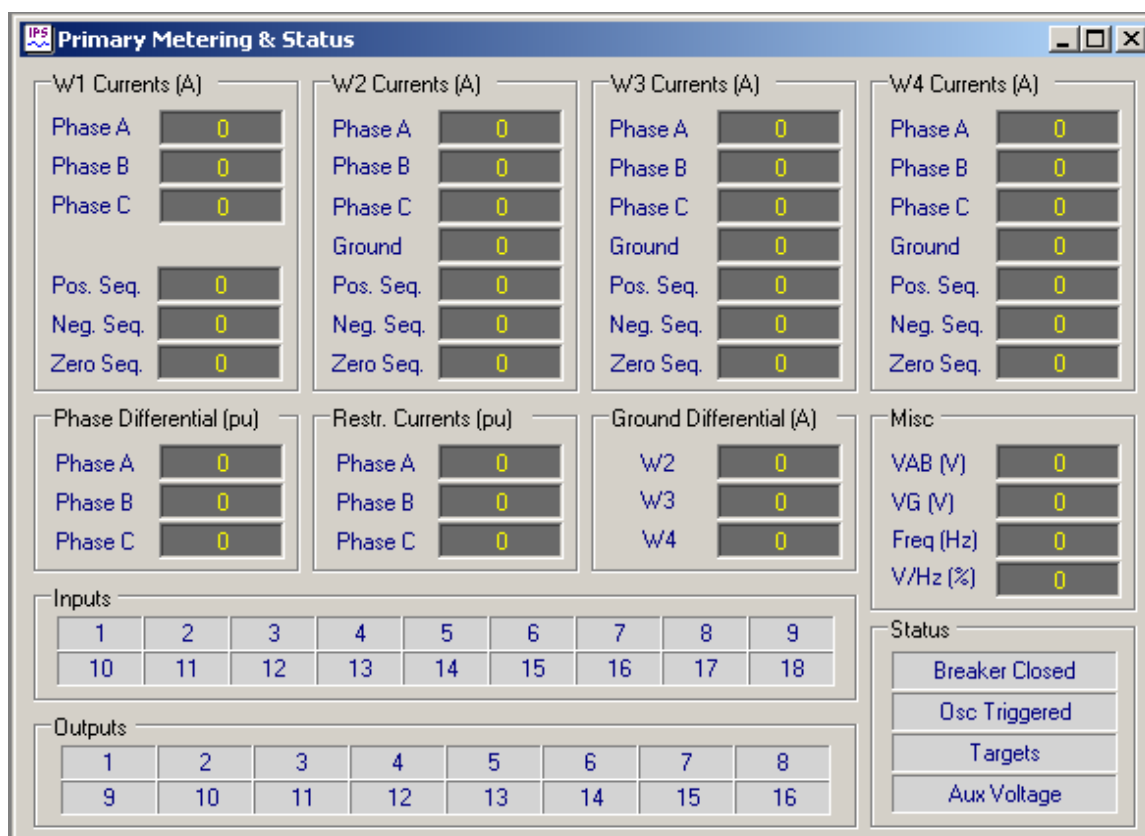 IPS Primary Metering & Status
W1 Currents (A)
Phase A 0
Phase B 0
Phase C 0
Pos. Seq. 0
Neg. Seq. 0
Zero Seq. 0
W2 Currents (A)
Phase A 0
Phase B 0
Phase C 0
Ground 0
Pos. Seq. 0
Neg. Seq. 0
Zero Seq. 0
W3 Currents (A)
Phase A 0
Phase B 0
Phase C 0
Ground 0
Pos. Seq. 0
Neg. Seq. 0
Zero Seq. 0
W4 Currents (A)
Phase A 0
Phase B 0
Phase C 0
Ground 0
Pos. Seq. 0
Neg. Seq. 0
Zero Seq. 0
Phase Differential (pu)
Phase A 0
Phase B 0
Phase C 0
Restr. Currents (pu)
Phase A 0
Phase B 0
Phase C 0
Ground Differential (A)
W2 0
W3 0
W4 0
Misc
VAB (V) 0
VG (V) 0
Freq (Hz) 0
V/Hz (%) 0
Inputs
1 2 3 4 5 6 7 8 9
10 11 12 13 14 15 16 17 18
Outputs
1 2 3 4 5 6 7 8
9 10 11 12 13 14 15 16
Status
Breaker Closed
Osc Triggered
Targets
Aux Voltage